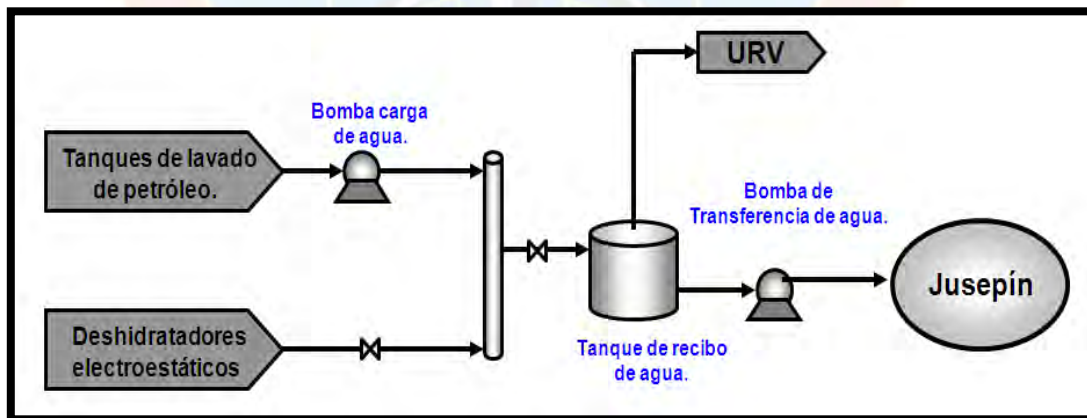 URV
Bomba carga
de agua.
Tanques de lavado
de petróleo.
Bomba de
Transferencia de agua.
Jusepín
Deshidratadores
electroestáticos
Tanque de recibo
de agua.